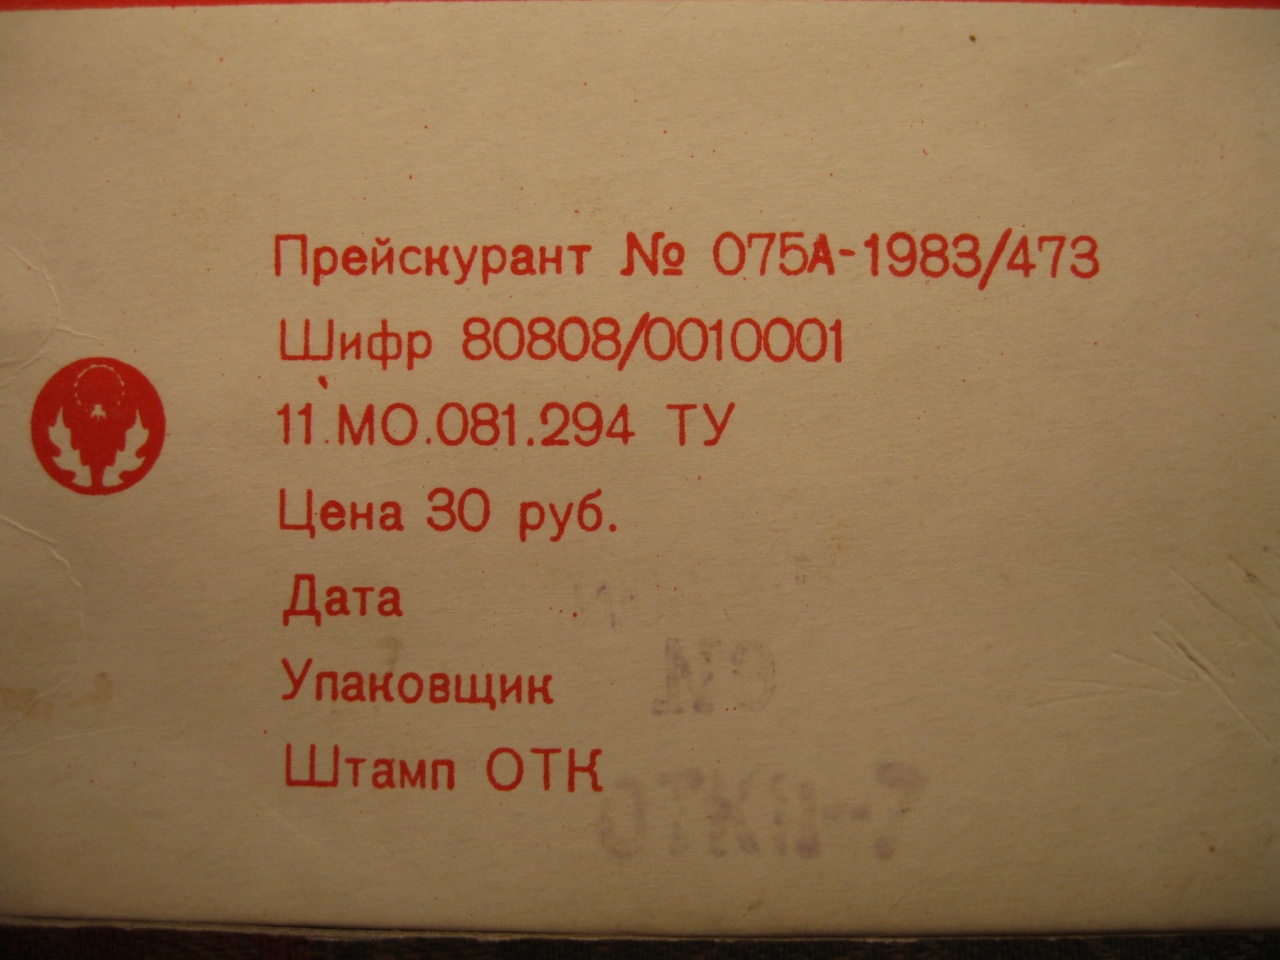 Прейскурант № 075А-1983/473
Шифр 80808/0010001
11.МО.081.294 ТУ
Цена 30 руб.
Дата
Упаковщик
Штамп ОТК